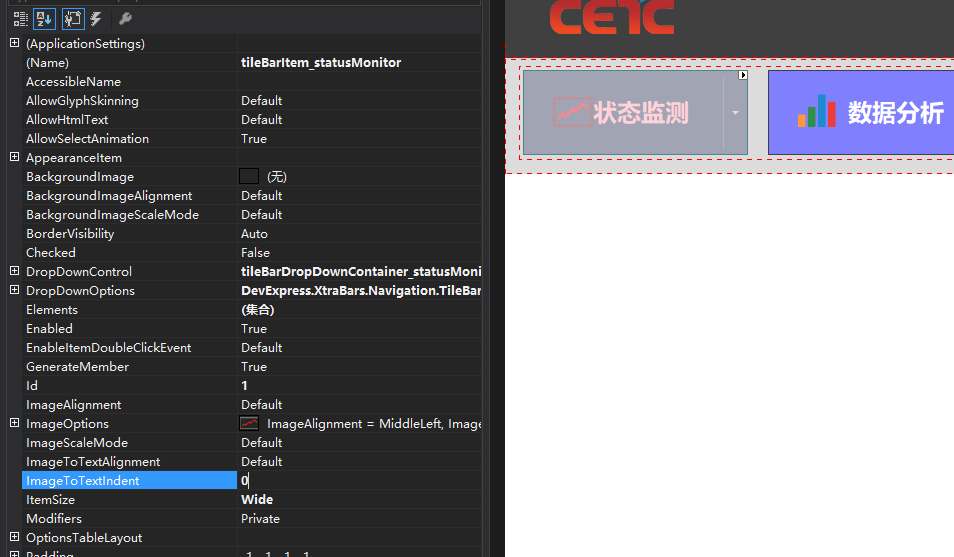 (ApplicationSettings)
(Name) tileBarItem_statusMonitor
AccessibleName
AllowGlyphSkinning Default
AllowHtmlText Default
AllowSelectAnimation True
AppearanceItem
BackgroundImage (无)
BackgroundImageAlignment Default
BackgroundImageScaleMode Default
BorderVisibility Auto
Checked False
DropDownControl tileBarDropDownContainer_statusMoni
DropDownOptions DevExpress.XtraBars.Navigation.TileBar
Elements (集合)
Enabled True
EnableItemDoubleClickEvent Default
GenerateMember True
Id 1
ImageAlignment Default
ImageOptions ImageAlignment = MiddleLeft, Image
ImageScaleMode Default
ImageToTextAlignment Default
ImageToTextIndent 0
ItemSize Wide
Modifiers Private
OptionsTableLayout
Padding -1, -1, -1, -1
CETC
状态监测
数据分析